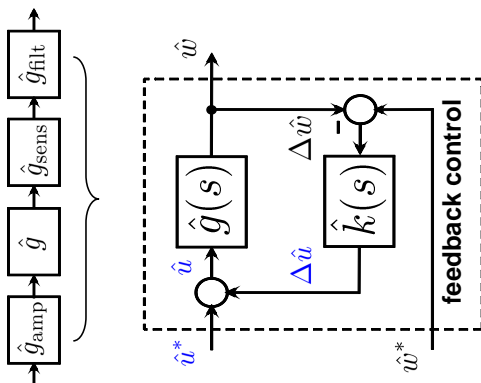 ĝ_amp
ĝ
ĝ_sens
ĝ_filt
û*
û
ĝ(s)
ŵ
Δû
k̂(s)
Δŵ
-
ŵ*
feedback control